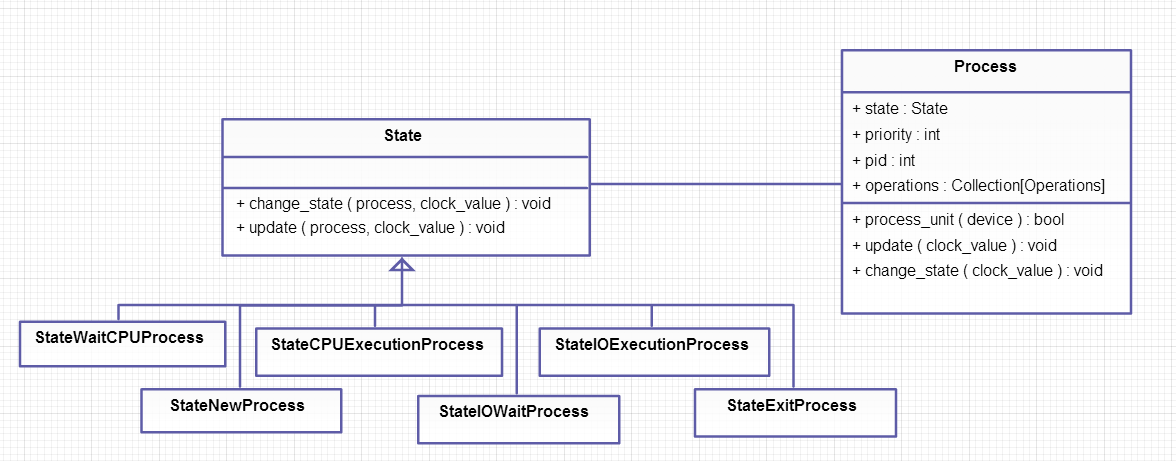 Process
+ state : State
+ priority : int
+ pid : int
+ operations : Collection[Operations]
+ process_unit ( device ) : bool
+ update ( clock_value ) : void
+ change_state ( clock_value ) : void
State
+ change_state ( process, clock_value ) : void
+ update ( process, clock_value ) : void
StateWaitCPUProcess
StateCPUExecutionProcess
StateIOExecutionProcess
StateNewProcess
StateIOWaitProcess
StateExitProcess